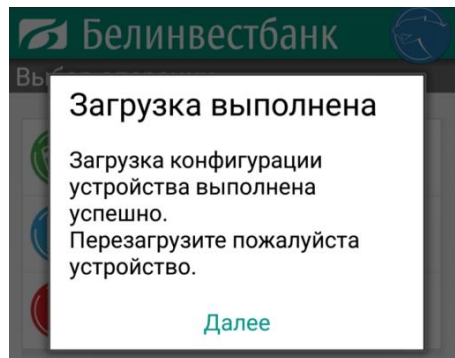 Белинвестбанк
Загрузка выполнена
Загрузка конфигурации
устройства выполнена
успешно.
Перезагрузите пожалуйста
устройство.
Далее